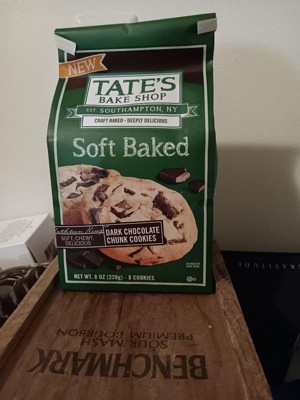 NEW
TATE'S
BAKE SHOP
EST. SOUTHAMPTON, NY
CRAFT BAKED • DEEPLY DELICIOUS
Soft Baked
SOFT, CHEWY,
DELICIOUS
DARK CHOCOLATE
CHUNK COOKIES
NET WT. 8 OZ (226g) • 8 COOKIES
GRATITUDE
SOUR MASH
PREMIUM BOURBON
BENCHMARK